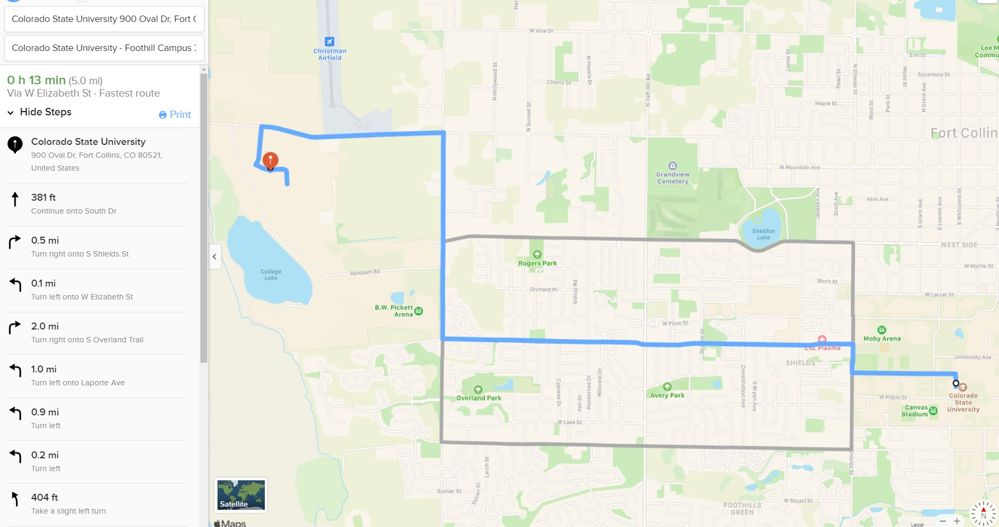 Colorado State University 900 Oval Dr, Fort C
Colorado State University - Foothill Campus 3
0 h 13 min (5.0 mi)
Via W Elizabeth St · Fastest route
Hide Steps
Print
Colorado State University
900 Oval Dr, Fort Collins, CO 80521,
United States
381 ft
Continue onto South Dr
0.5 mi
Turn right onto S Shields St
0.1 mi
Turn left onto W Elizabeth St
2.0 mi
Turn right onto S Overland Trail
1.0 mi
Turn left onto Laporte Ave
0.9 mi
Turn left
0.2 mi
Turn left
404 ft
Take a slight left turn
Christman
Airfield
W Vine Dr
N Hollywood St
N Impala Dr
Cherry St
N Sunset St
N Taft Hill Rd
Lyons St
Elm St
Lee M
Commu
Sycamore St
Pearl St
N Shields St
Wood St
Maple St
West St
Park St
N Grant Ave
Fort Collin
Grandview
Cemetery
W Mountain Ave
Jackson Ave
Scott Ave
Akin Ave
S Grant Ave
S Loomis Ave
S Whitcomb St
Sheldon
Lake
WEST SIDE
W Myrtle St
Rogers Park
College
Lake
Rampart Rd
Orchard Pl
Gallup Rd
Birch St
W Laurel St
B.W. Pickett
Arena
W Plum St
CSL Plasma
Moby Arena
University Ave
SHIELDS
Overland Park
Cypress Dr
Ash Dr
Ponderosa Dr
Hillcrest Dr
Avery Park
Constitution Ave
S Bryan Ave
W Pitkin St
Canvas
Stadium
Colorado
State
University
W Lake St
Larch St
Pecan St
Sumac St
Shields St
W Stuart St
FOOTHILLS
GREEN
Satellite
Maps
Legal
N